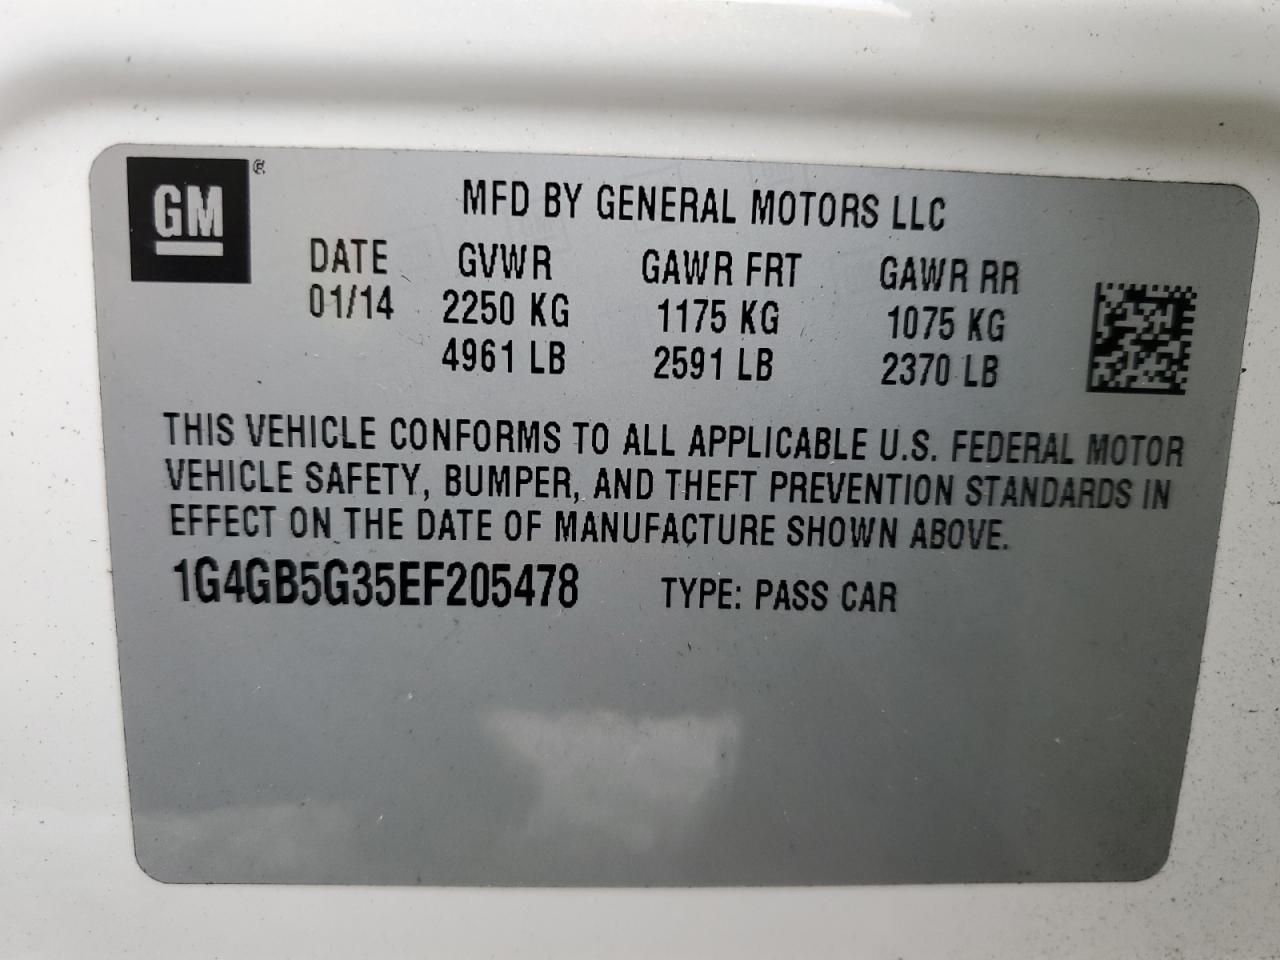 GM
MFD BY GENERAL MOTORS LLC
DATE GVWR GAWR FRT GAWR RR
01/14 2250 KG 1175 KG 1075 KG
4961 LB 2591 LB 2370 LB
THIS VEHICLE CONFORMS TO ALL APPLICABLE U.S. FEDERAL MOTOR
VEHICLE SAFETY, BUMPER, AND THEFT PREVENTION STANDARDS IN
EFFECT ON THE DATE OF MANUFACTURE SHOWN ABOVE.
1G4GB5G35EF205478 TYPE: PASS CAR